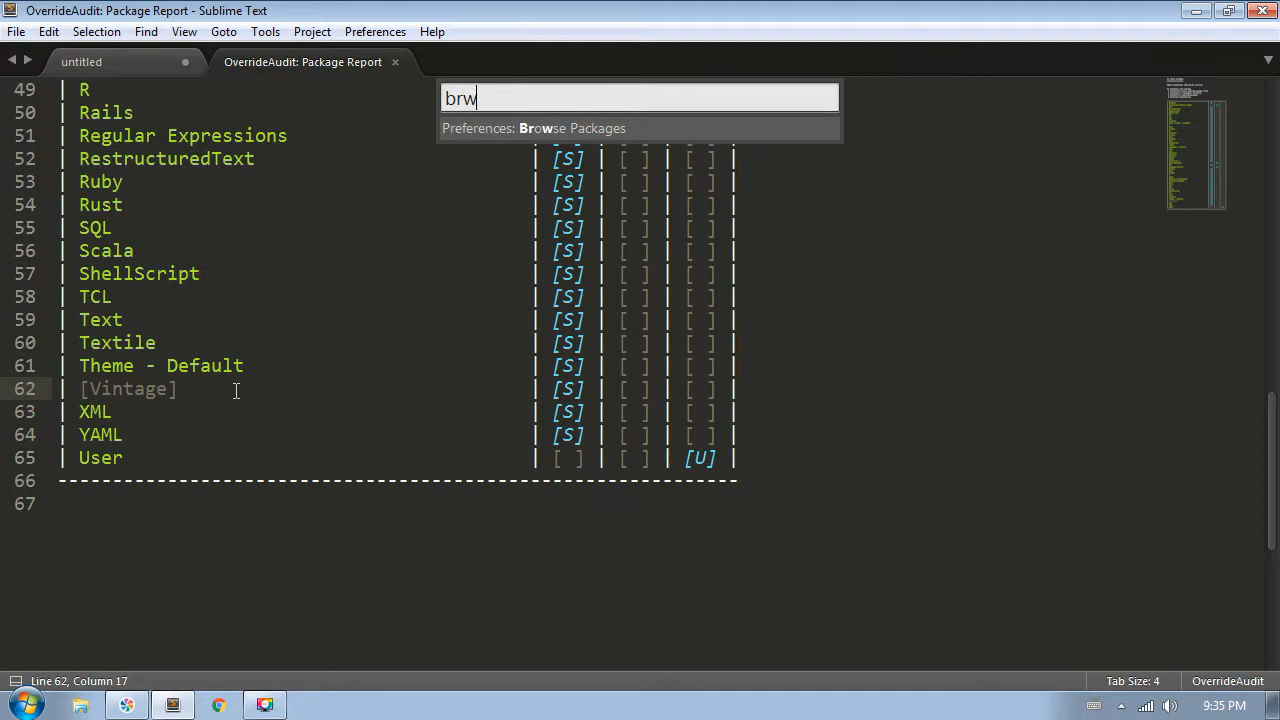 OverrideAudit: Package Report - Sublime Text
File Edit Selection Find View Goto Tools Project Preferences Help
untitled OverrideAudit: Package Report ×
brw
Preferences: Browse Packages
49 | R
50 | Rails
51 | Regular Expressions
52 | RestructuredText | [S] | [ ] | [ ] |
53 | Ruby | [S] | [ ] | [ ] |
54 | Rust | [S] | [ ] | [ ] |
55 | SQL | [S] | [ ] | [ ] |
56 | Scala | [S] | [ ] | [ ] |
57 | ShellScript | [S] | [ ] | [ ] |
58 | TCL | [S] | [ ] | [ ] |
59 | Text | [S] | [ ] | [ ] |
60 | Textile | [S] | [ ] | [ ] |
61 | Theme - Default | [S] | [ ] | [ ] |
62 | [Vintage] | [S] | [ ] | [ ] |
63 | XML | [S] | [ ] | [ ] |
64 | YAML | [S] | [ ] | [ ] |
65 | User | [ ] | [ ] | [U] |
66 ---------------------------------------------------------------
67
Line 62, Column 17 Tab Size: 4 OverrideAudit
9:35 PM